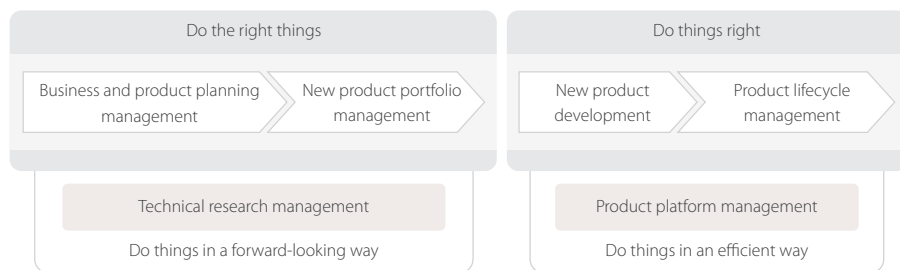 Do the right things
Business and product planning
management
New product portfolio
management
Technical research management
Do things in a forward-looking way
Do things right
New product
development
Product lifecycle
management
Product platform management
Do things in an efficient way